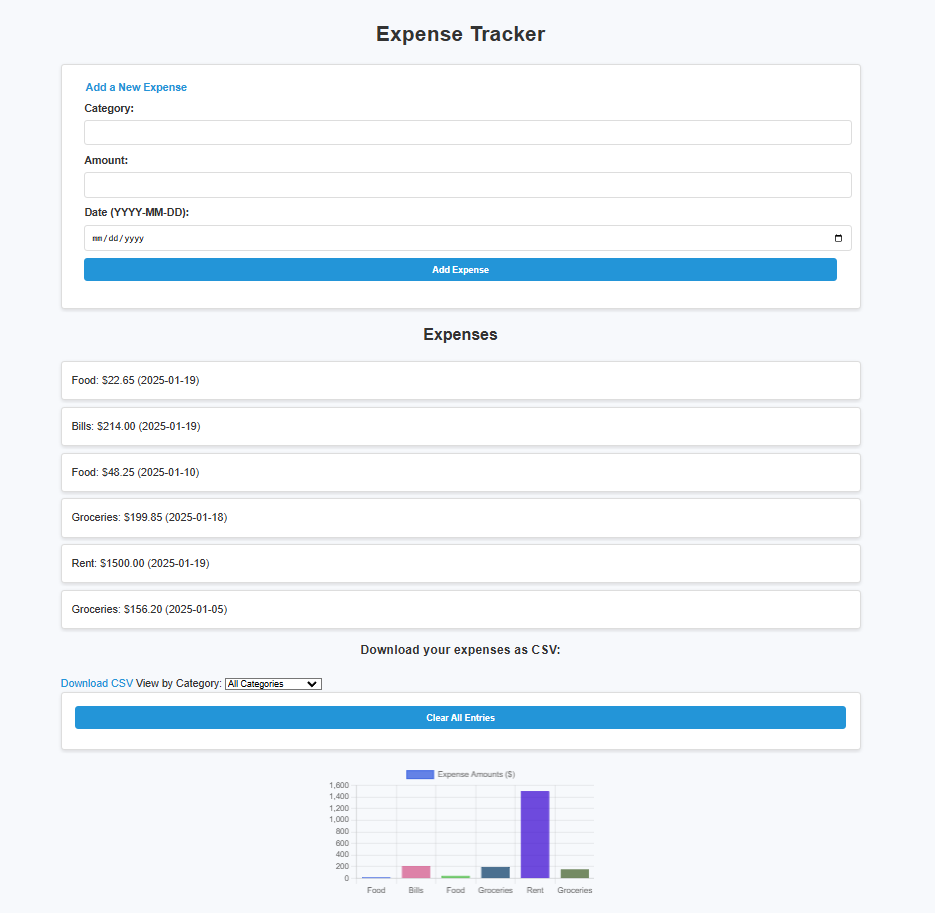 Expense Tracker
Add a New Expense
Category:
Amount:
Date (YYYY-MM-DD):
mm/dd/yyyy
Add Expense
Expenses
Food: $22.65 (2025-01-19)
Bills: $214.00 (2025-01-19)
Food: $48.25 (2025-01-10)
Groceries: $199.85 (2025-01-18)
Rent: $1500.00 (2025-01-19)
Groceries: $156.20 (2025-01-05)
Download your expenses as CSV:
Download CSV View by Category: All Categories
Clear All Entries
Expense Amounts ($)
1,600
1,400
1,200
1,000
800
600
400
200
0
Food Bills Food Groceries Rent Groceries